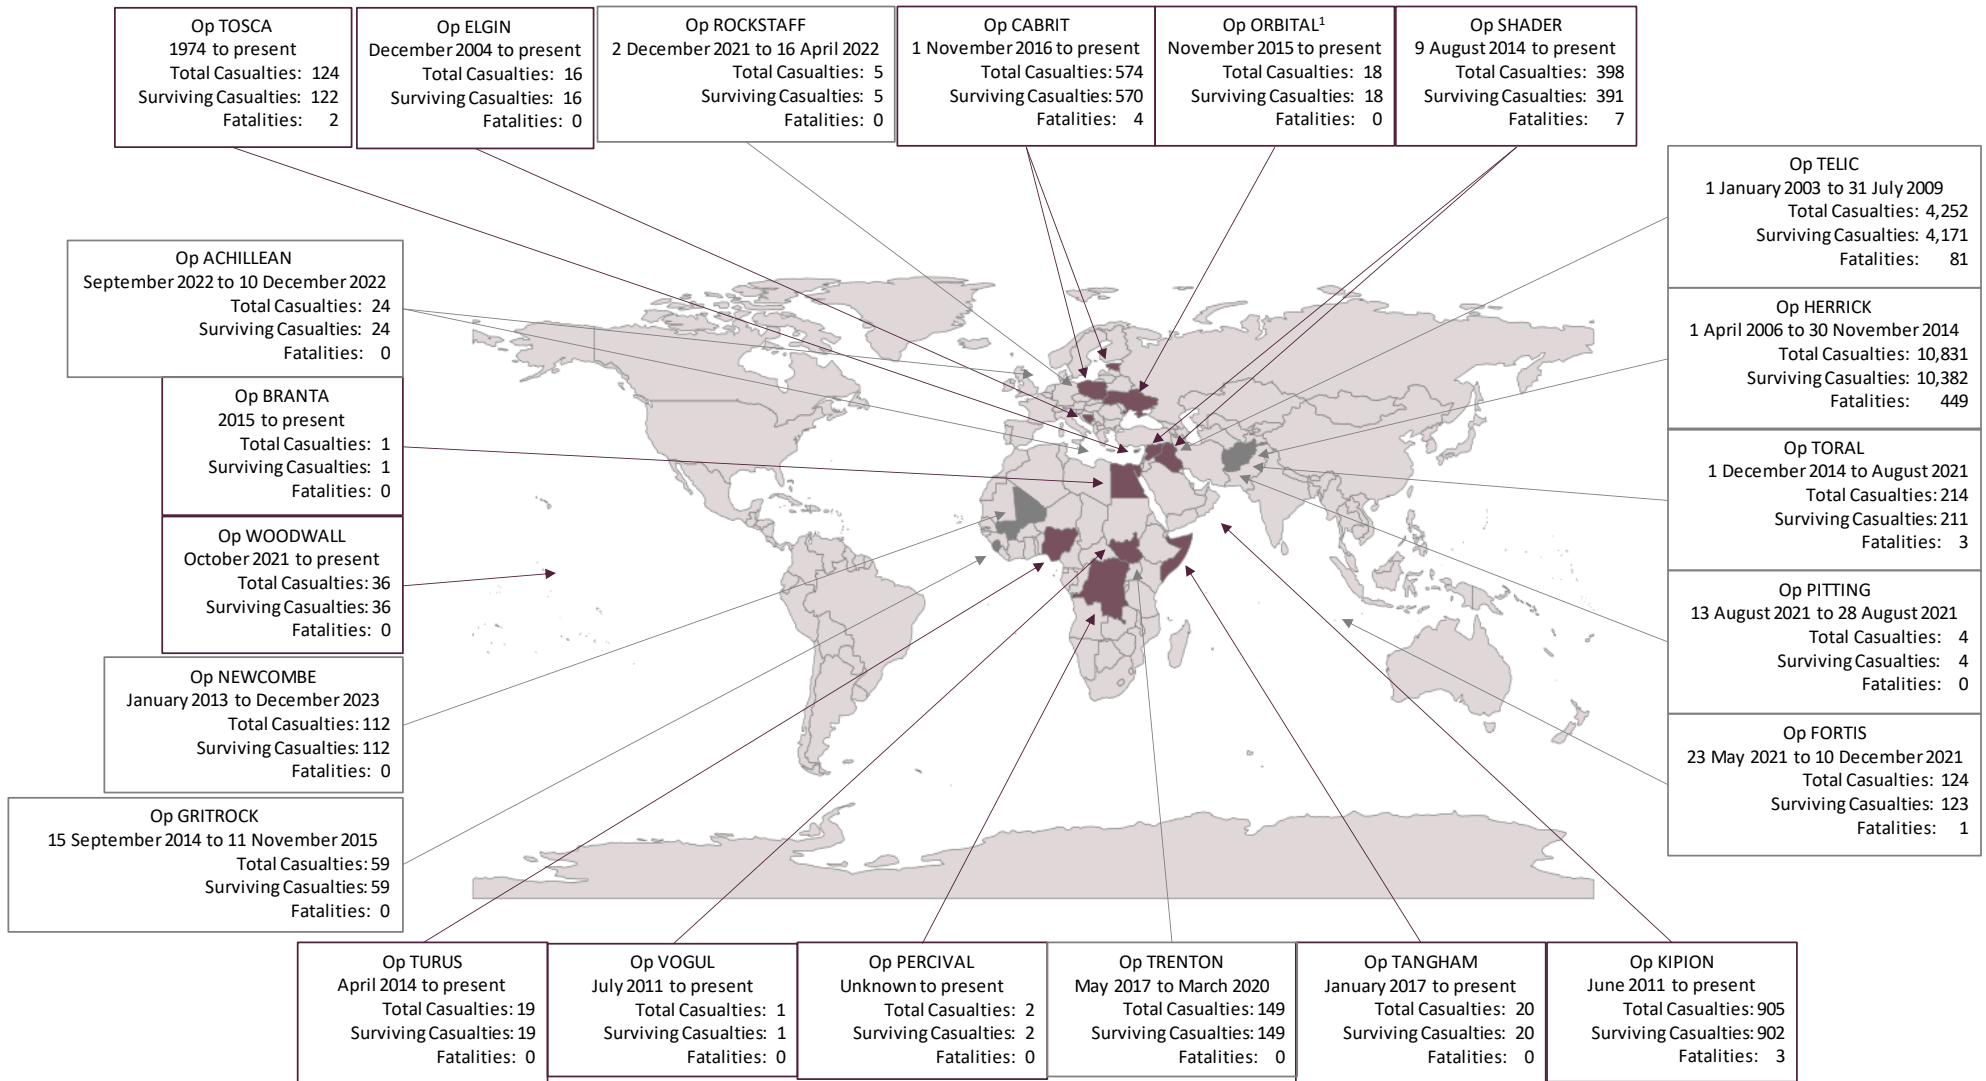 Op TOSCA
1974 to present
Total Casualties: 124
Surviving Casualties: 122
Fatalities: 2
Op ELGIN
December 2004 to present
Total Casualties: 16
Surviving Casualties: 16
Fatalities: 0
Op ROCKSTAFF
2 December 2021 to 16 April 2022
Total Casualties: 5
Surviving Casualties: 5
Fatalities: 0
Op CABRIT
1 November 2016 to present
Total Casualties: 574
Surviving Casualties: 570
Fatalities: 4
Op ORBITAL¹
November 2015 to present
Total Casualties: 18
Surviving Casualties: 18
Fatalities: 0
Op SHADER
9 August 2014 to present
Total Casualties: 398
Surviving Casualties: 391
Fatalities: 7
Op TELIC
1 January 2003 to 31 July 2009
Total Casualties: 4,252
Surviving Casualties: 4,171
Fatalities: 81
Op ACHILLEAN
September 2022 to 10 December 2022
Total Casualties: 24
Surviving Casualties: 24
Fatalities: 0
Op HERRICK
1 April 2006 to 30 November 2014
Total Casualties: 10,831
Surviving Casualties: 10,382
Fatalities: 449
Op BRANTA
2015 to present
Total Casualties: 1
Surviving Casualties: 1
Fatalities: 0
Op TORAL
1 December 2014 to August 2021
Total Casualties: 214
Surviving Casualties: 211
Fatalities: 3
Op WOODWALL
October 2021 to present
Total Casualties: 36
Surviving Casualties: 36
Fatalities: 0
Op PITTING
13 August 2021 to 28 August 2021
Total Casualties: 4
Surviving Casualties: 4
Fatalities: 0
Op NEWCOMBE
January 2013 to December 2023
Total Casualties: 112
Surviving Casualties: 112
Fatalities: 0
Op FORTIS
23 May 2021 to 10 December 2021
Total Casualties: 124
Surviving Casualties: 123
Fatalities: 1
Op GRITROCK
15 September 2014 to 11 November 2015
Total Casualties: 59
Surviving Casualties: 59
Fatalities: 0
Op TURUS
April 2014 to present
Total Casualties: 19
Surviving Casualties: 19
Fatalities: 0
Op VOGUL
July 2011 to present
Total Casualties: 1
Surviving Casualties: 1
Fatalities: 0
Op PERCIVAL
Unknown to present
Total Casualties: 2
Surviving Casualties: 2
Fatalities: 0
Op TRENTON
May 2017 to March 2020
Total Casualties: 149
Surviving Casualties: 149
Fatalities: 0
Op TANGHAM
January 2017 to present
Total Casualties: 20
Surviving Casualties: 20
Fatalities: 0
Op KIPION
June 2011 to present
Total Casualties: 905
Surviving Casualties: 902
Fatalities: 3